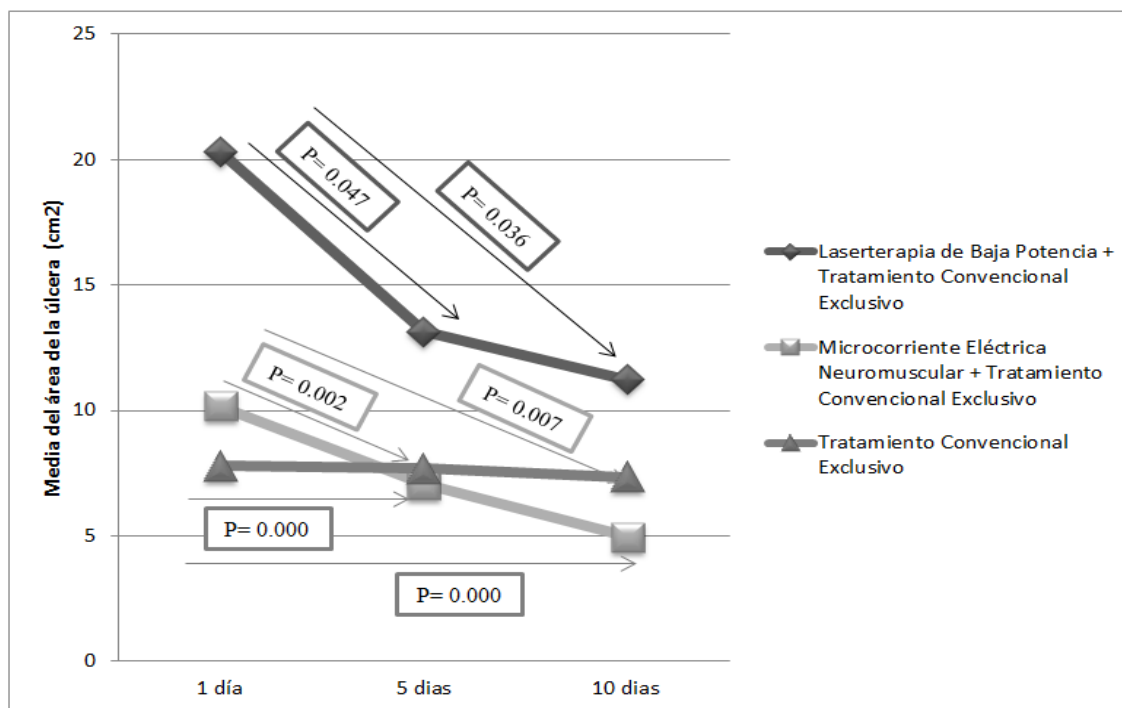 Media del área de la úlcera (cm2)
25
20
15
10
5
0
P= 0.047
P= 0.036
P= 0.002
P= 0.007
P= 0.000
P= 0.000
1 día
5 dias
10 dias
Laserterapia de Baja Potencia +
Tratamiento Convencional
Exclusivo
Microcorriente Eléctrica
Neuromuscular + Tratamiento
Convencional Exclusivo
Tratamiento Convencional
Exclusivo